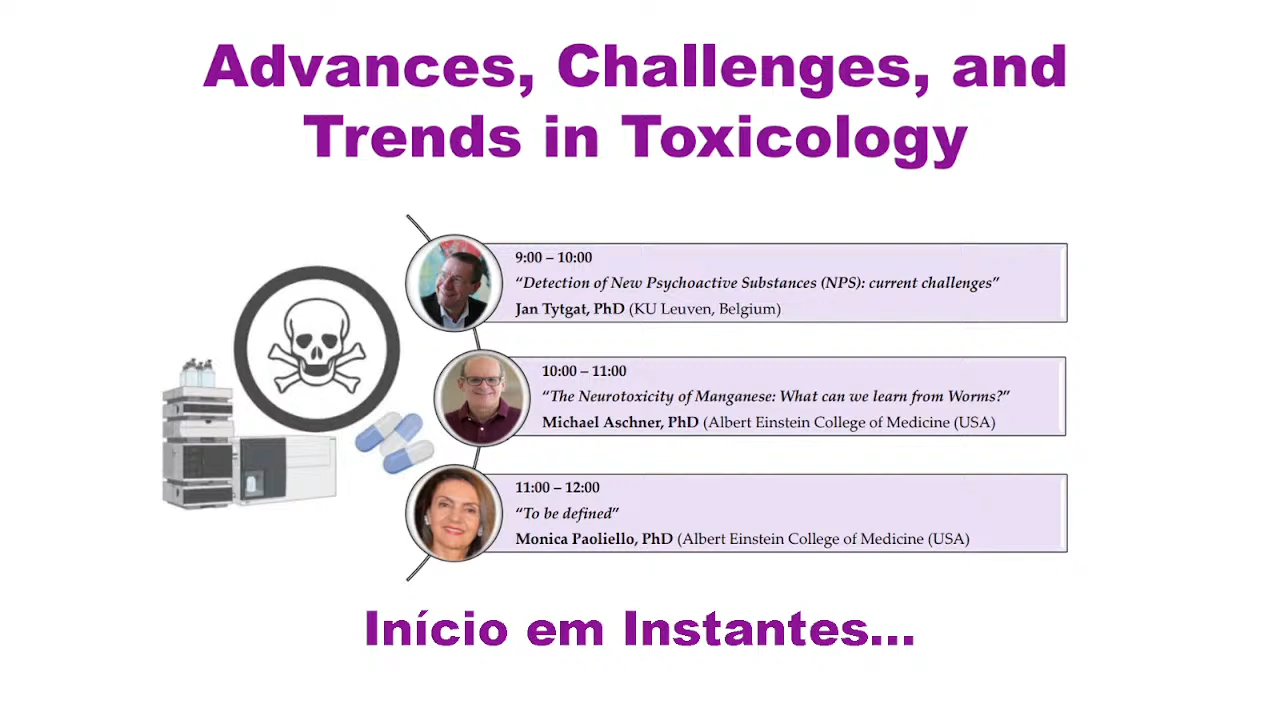 Advances, Challenges, and
Trends in Toxicology
9:00 – 10:00
“Detection of New Psychoactive Substances (NPS): current challenges”
Jan Tytgat, PhD (KU Leuven, Belgium)
10:00 – 11:00
“The Neurotoxicity of Manganese: What can we learn from Worms?”
Michael Aschner, PhD (Albert Einstein College of Medicine (USA)
11:00 – 12:00
“To be defined”
Monica Paoliello, PhD (Albert Einstein College of Medicine (USA)
Início em Instantes...